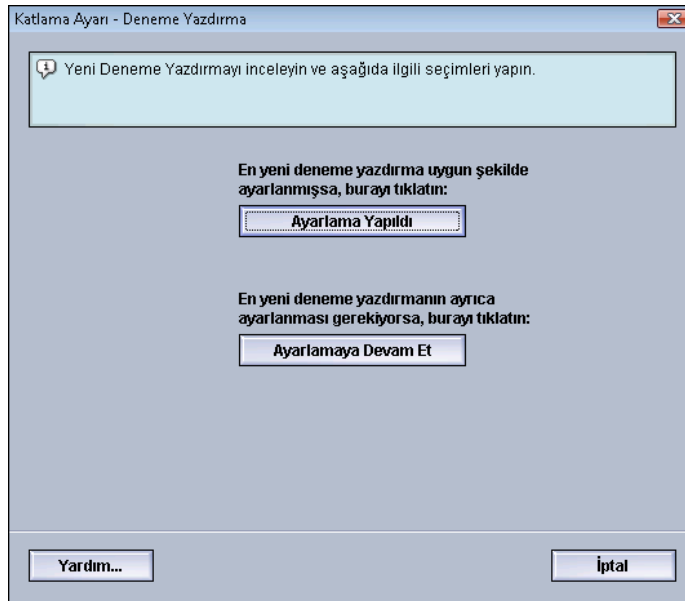 Katlama Ayarı - Deneme Yazdırma
Yeni Deneme Yazdırmayı inceleyin ve aşağıda ilgili seçimleri yapın.
En yeni deneme yazdırma uygun şekilde
ayarlanmışsa, burayı tıklatın:
Ayarlama Yapıldı
En yeni deneme yazdırmanın ayrıca
ayarlanması gerekiyorsa, burayı tıklatın:
Ayarlamaya Devam Et
Yardım...
İptal